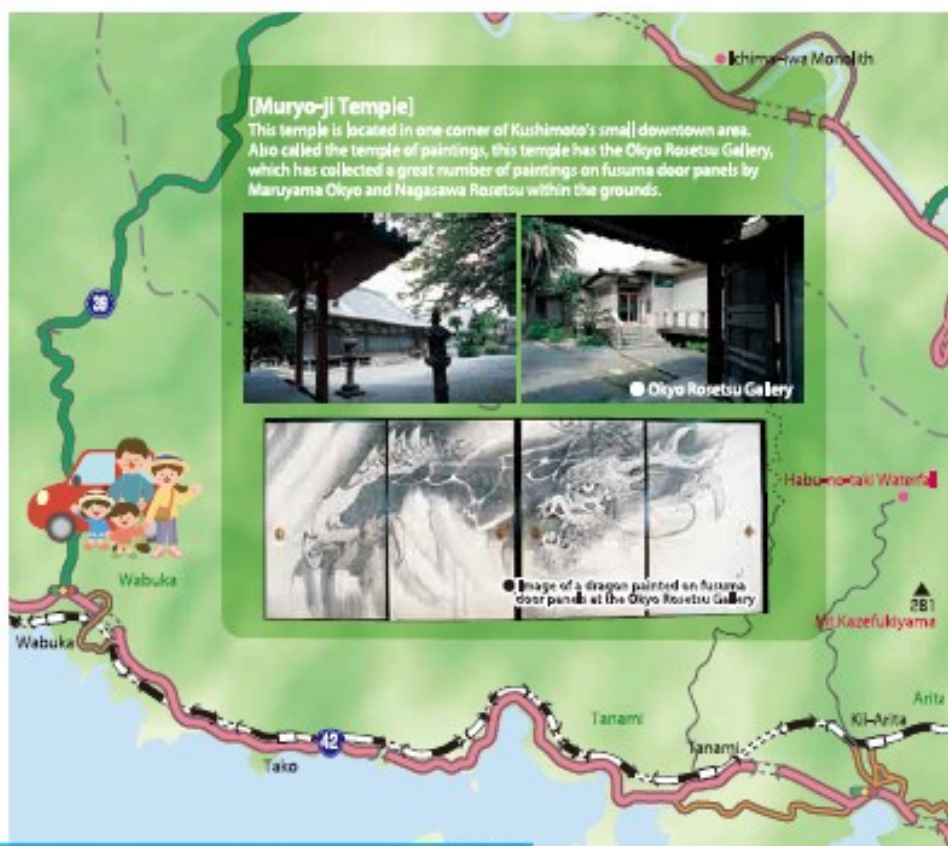 Ichima-iwa Monolith
[Muryo-ji Temple]
This temple is located in one corner of Kushimoto's small downtown area.
Also called the temple of paintings, this temple has the Okyo Rosetsu Gallery,
which has collected a great number of paintings on fusuma door panels by
Maruyama Okyo and Nagasawa Rosetsu within the grounds.
39
Okyo Rosetsu Gallery
Habu-no-taki Waterfall
Image of a dragon painted on fusuma
door panels at the Okyo Rosetsu Gallery
Wabuka
281
Mt.Kazefukiyama
Wabuka
Arita
Tanami
Kii-Arita
Tanami
42
Tako